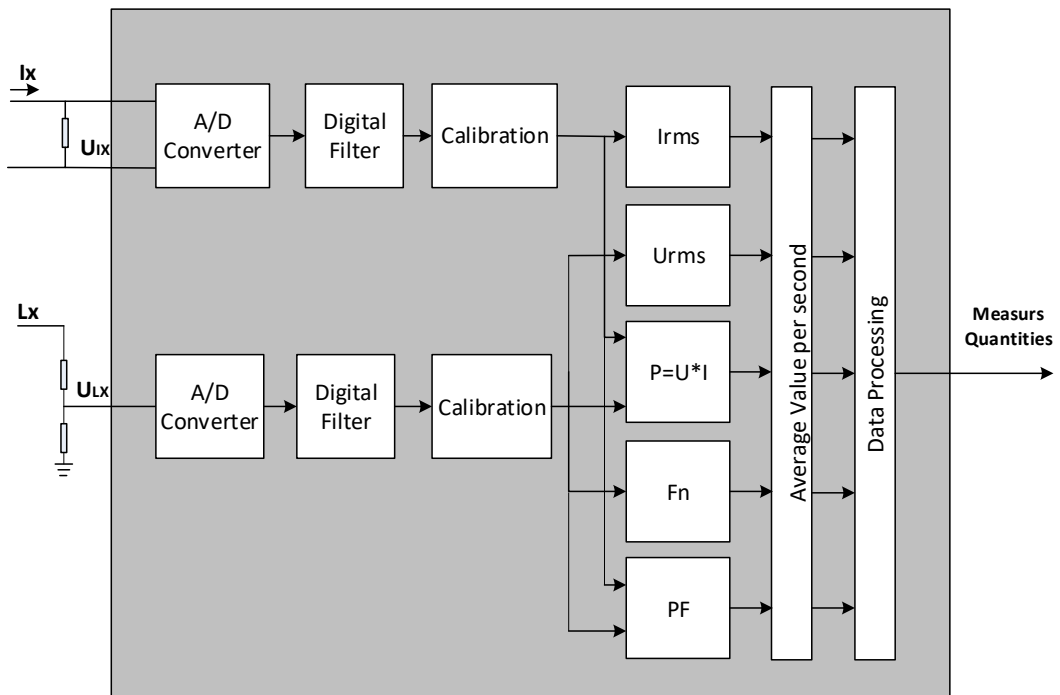 Ix
UIX
A/D
Converter
Digital
Filter
Calibration
Irms
Urms
Lx
ULX
A/D
Converter
Digital
Filter
Calibration
P=U*I
Fn
PF
Average Value per second
Data Processing
Measurs
Quantities